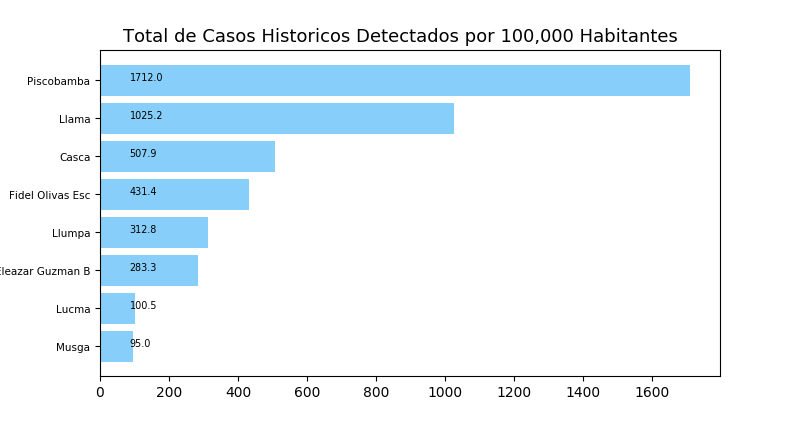 Total de Casos Historicos Detectados por 100,000 Habitantes
Piscobamba 1712.0
Llama 1025.2
Casca 507.9
Fidel Olivas Esc 431.4
Llumpa 312.8
Eleazar Guzman B 283.3
Lucma 100.5
Musga 95.0
0 200 400 600 800 1000 1200 1400 1600